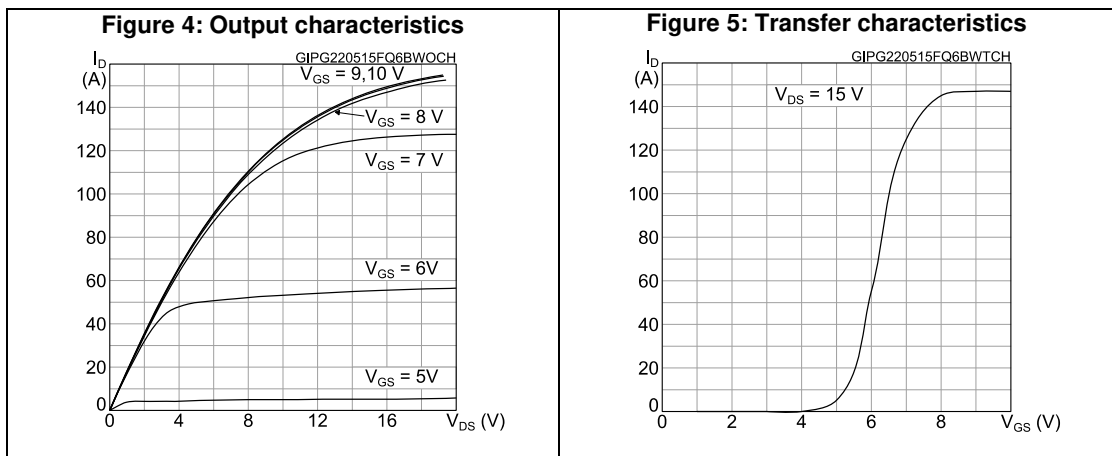 Figure 4: Output characteristics
GIPG220515FQ6BWOCH
I_D
(A)
V_GS = 9,10 V
V_GS = 8 V
V_GS = 7 V
V_GS = 6V
V_GS = 5V
140
120
100
80
60
40
20
0
0 4 8 12 16 V_DS (V)
Figure 5: Transfer characteristics
GIPG220515FQ6BWTCH
I_D
(A)
V_DS = 15 V
140
120
100
80
60
40
20
0
0 2 4 6 8 V_GS (V)